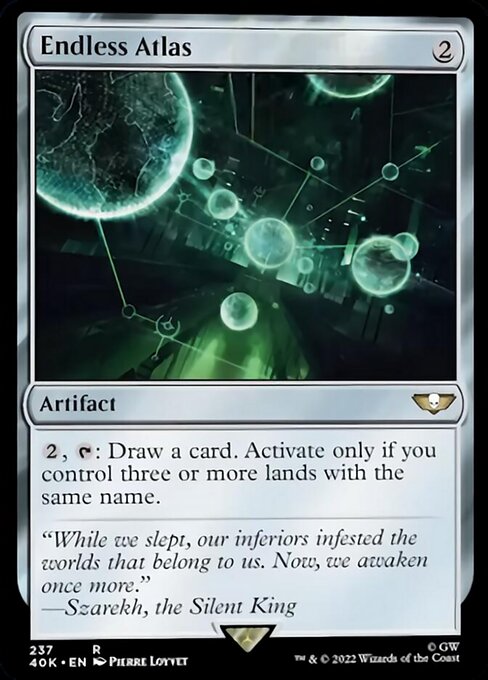 Endless Atlas 2
Artifact
2, T: Draw a card. Activate only if you
control three or more lands with the
same name.
“While we slept, our inferiors infested the
worlds that belong to us. Now, we awaken
once more.”
—Szarekh, the Silent King
237 R
40K • EN Pierre Loyvet
© GW
™ & © 2022 Wizards of the Coast